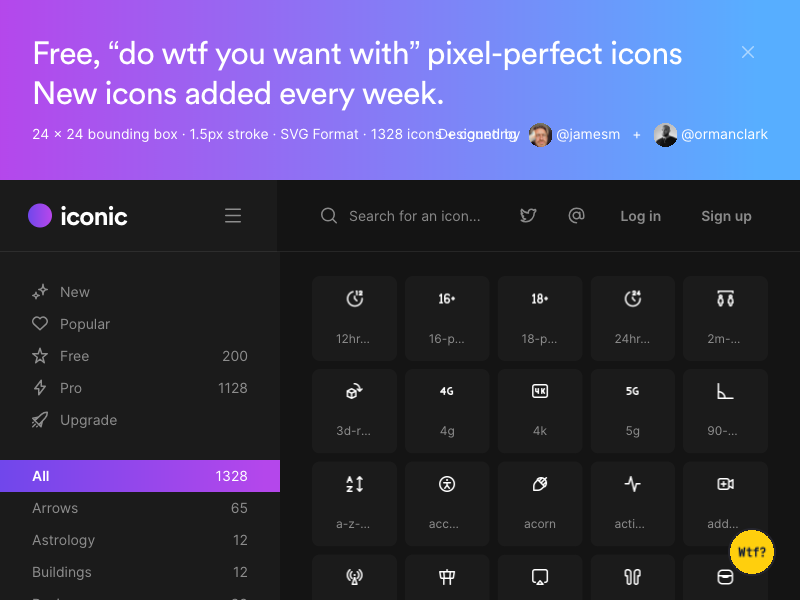 Free, “do wtf you want with” pixel-perfect icons
New icons added every week.
24 × 24 bounding box · 1.5px stroke · SVG Format · 1328 icons + counting
Designed by @jamesm + @ormanclark
iconic
Search for an icon...
Log in
Sign up
New
Popular
Free 200
Pro 1128
Upgrade
All 1328
Arrows 65
Astrology 12
Buildings 12
12
12hr...
16+
16-p...
18+
18-p...
24
24hr...
2m-...
3d-r...
4G
4g
4K
4k
5G
5g
90-...
A
Z
a-z-...
acc...
acorn
acti...
add...
Wtf?